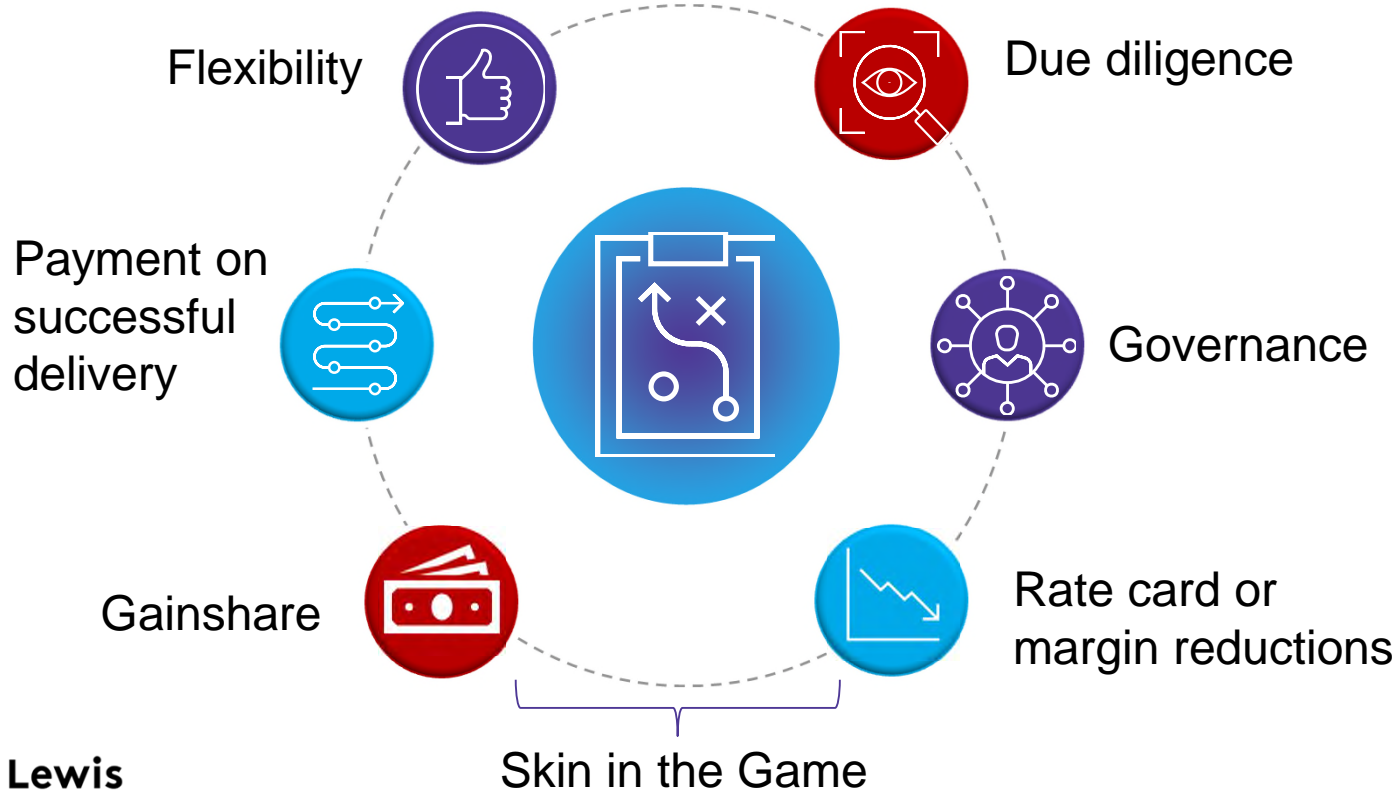 Flexibility
Due diligence
Payment on
successful
delivery
Governance
Gainshare
Rate card or
margin reductions
Skin in the Game
Lewis